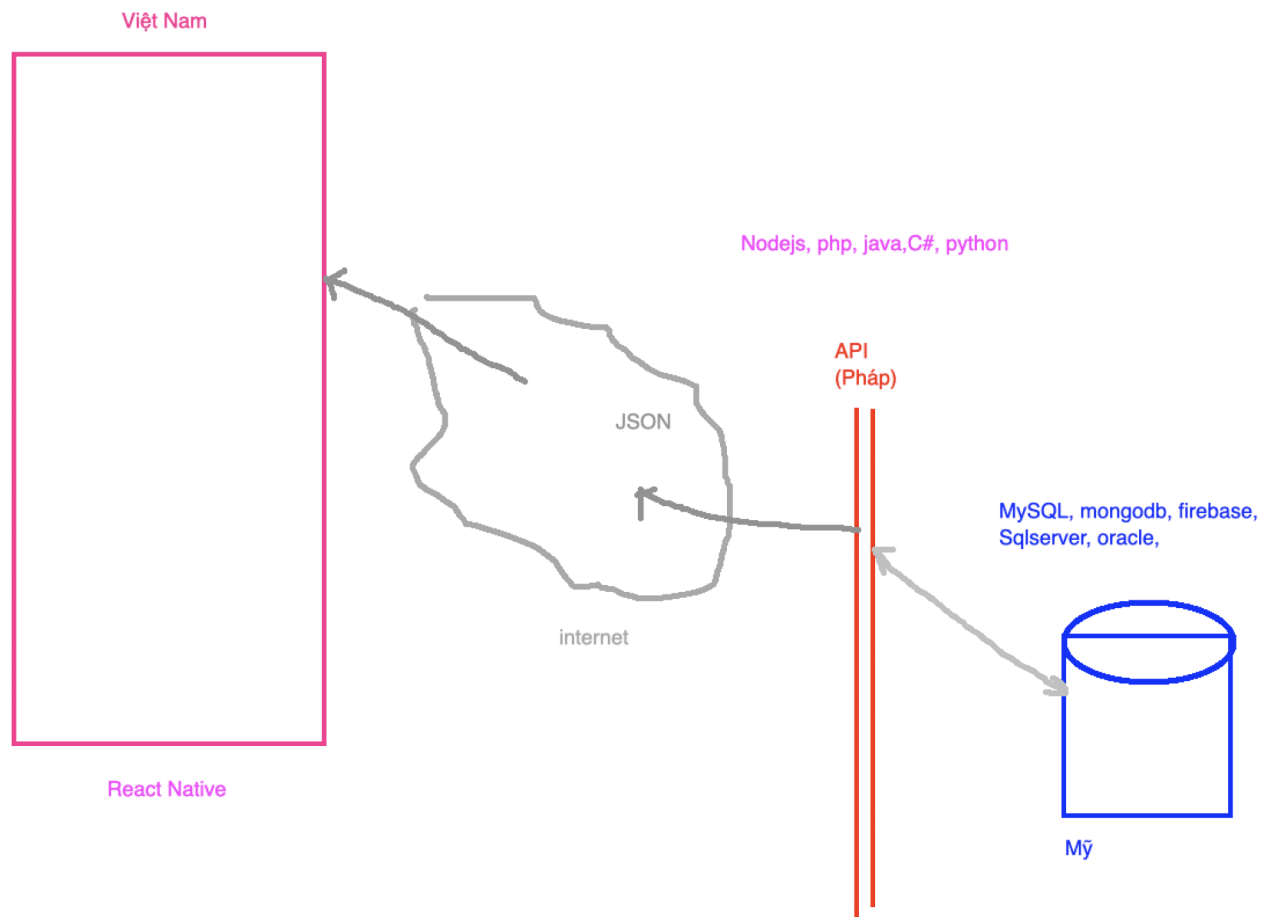 Việt Nam
Nodejs, php, java,C#, python
API
(Pháp)
JSON
MySQL, mongodb, firebase,
Sqlserver, oracle,
internet
React Native
Mỹ